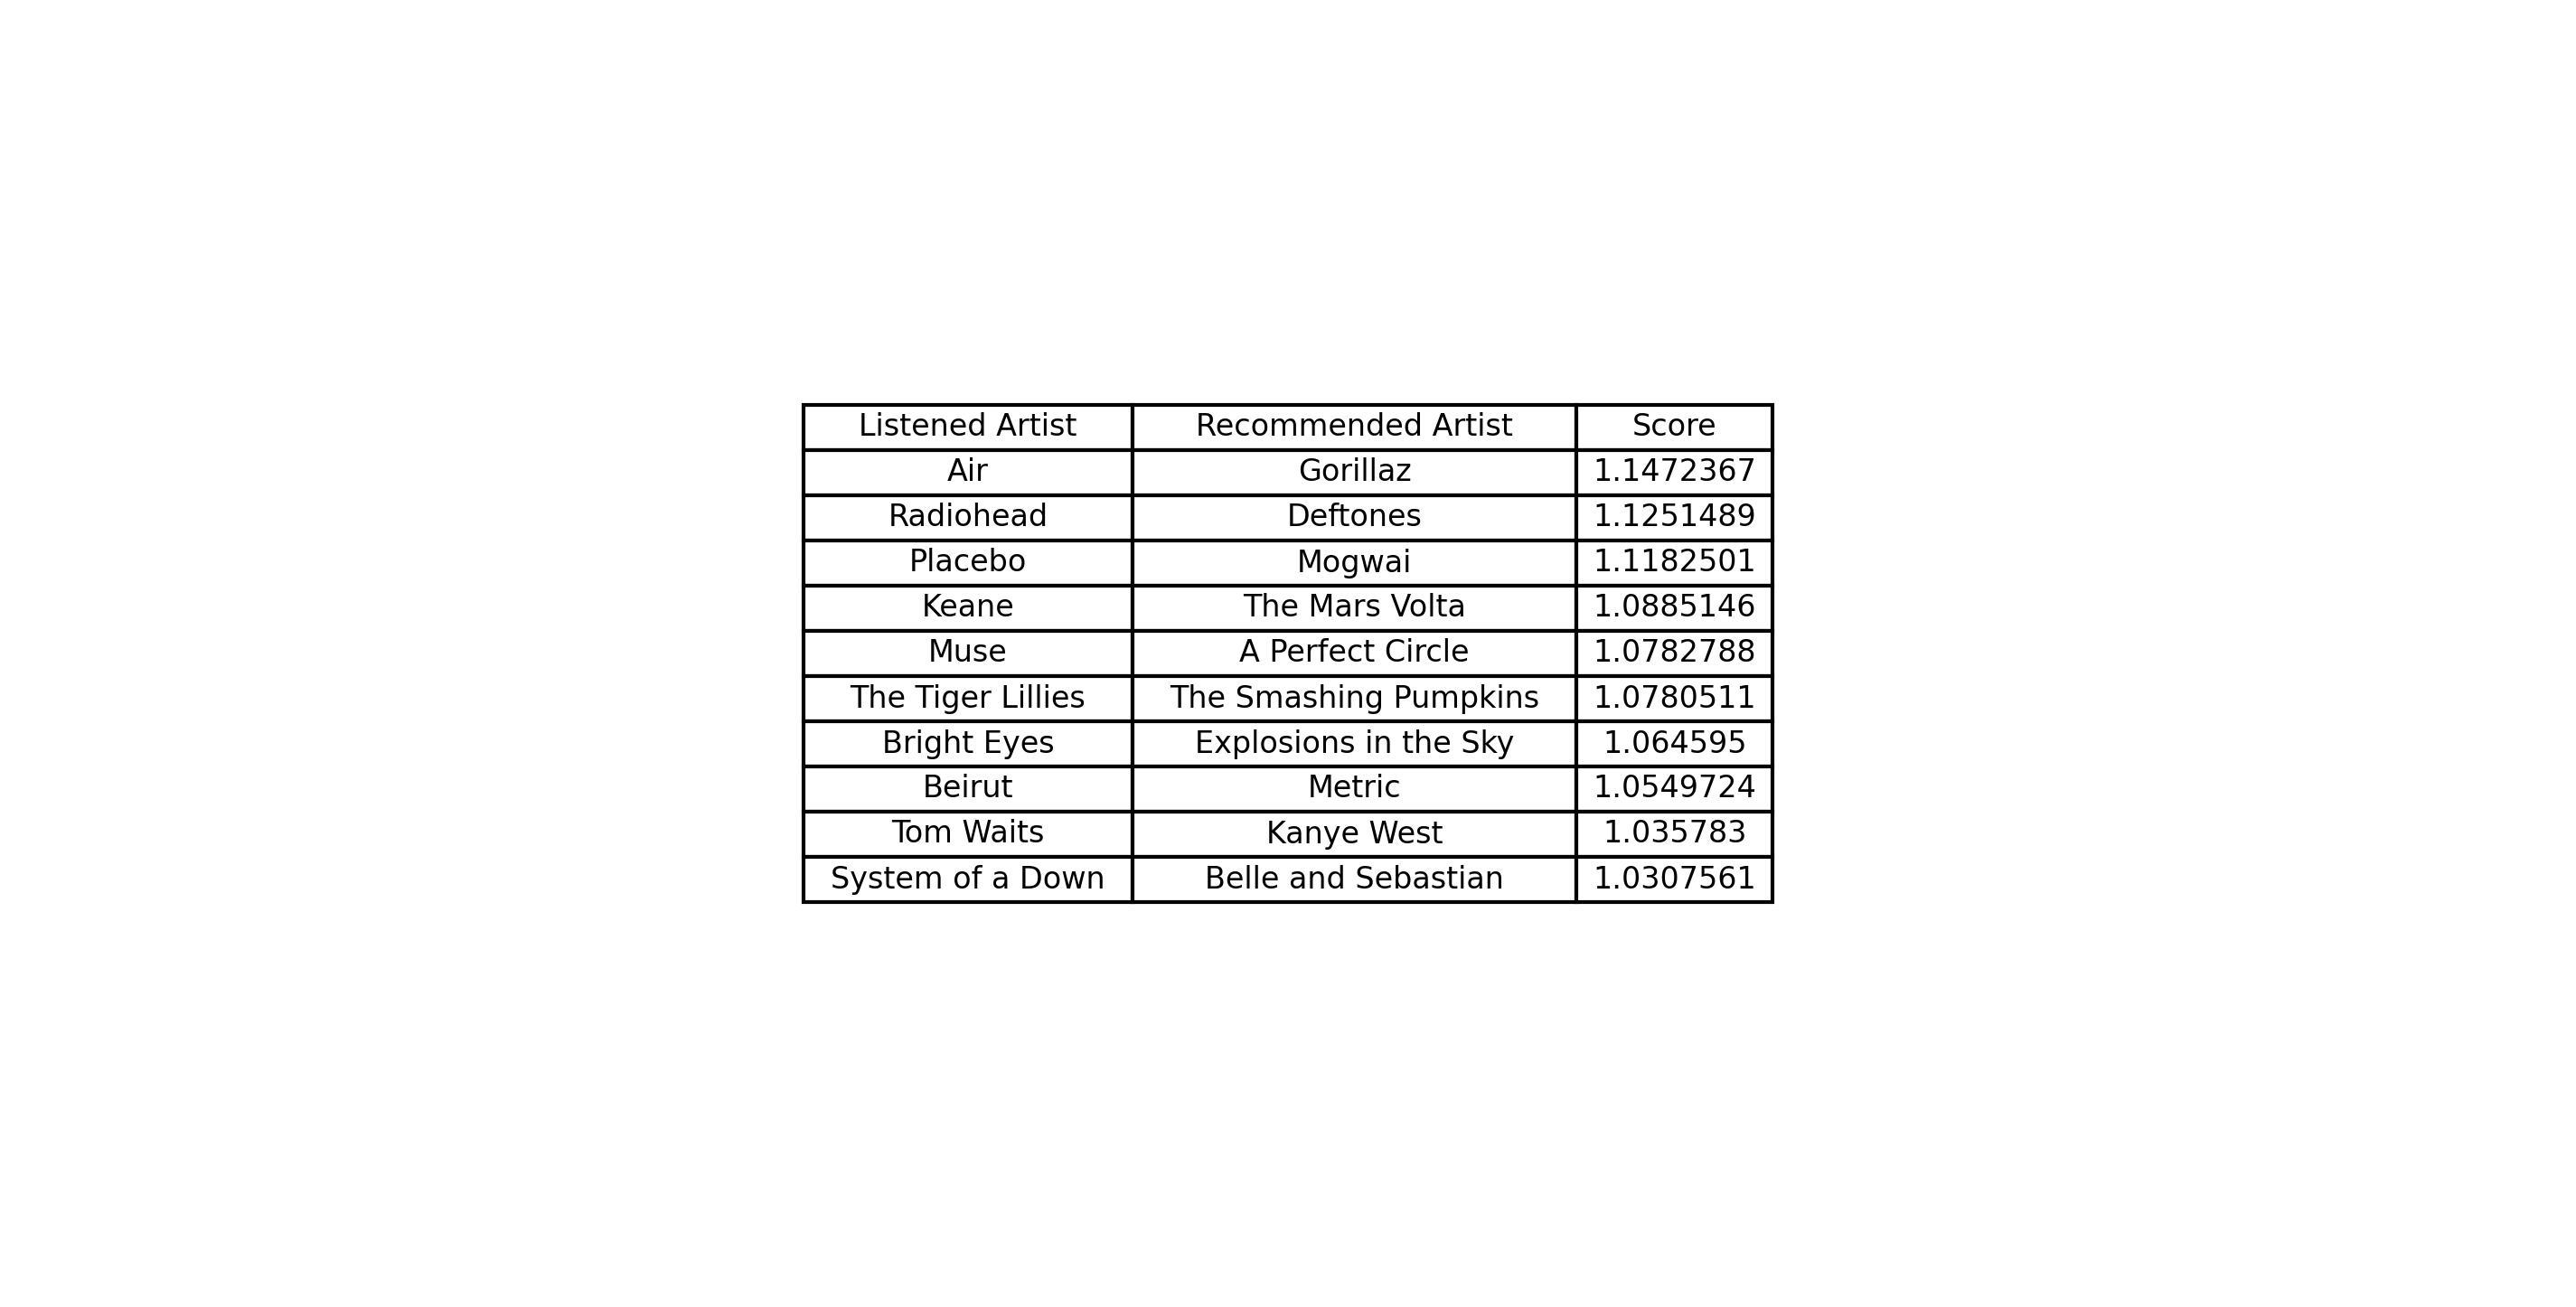 Listened Artist Recommended Artist Score
Air Gorillaz 1.1472367
Radiohead Deftones 1.1251489
Placebo Mogwai 1.1182501
Keane The Mars Volta 1.0885146
Muse A Perfect Circle 1.0782788
The Tiger Lillies The Smashing Pumpkins 1.0780511
Bright Eyes Explosions in the Sky 1.064595
Beirut Metric 1.0549724
Tom Waits Kanye West 1.035783
System of a Down Belle and Sebastian 1.0307561